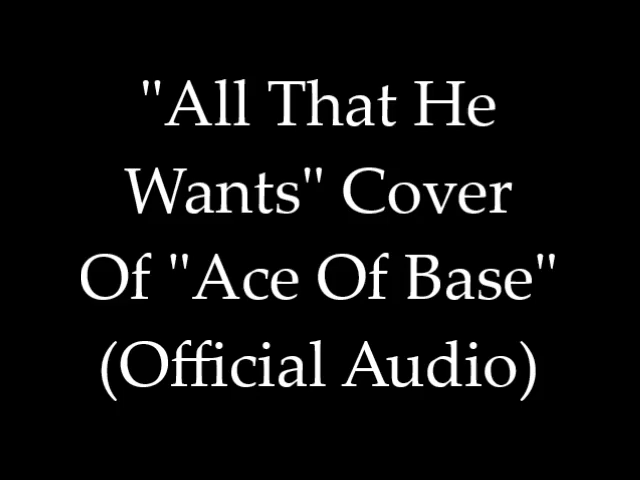 "All That He
Wants" Cover
Of "Ace Of Base"
(Official Audio)